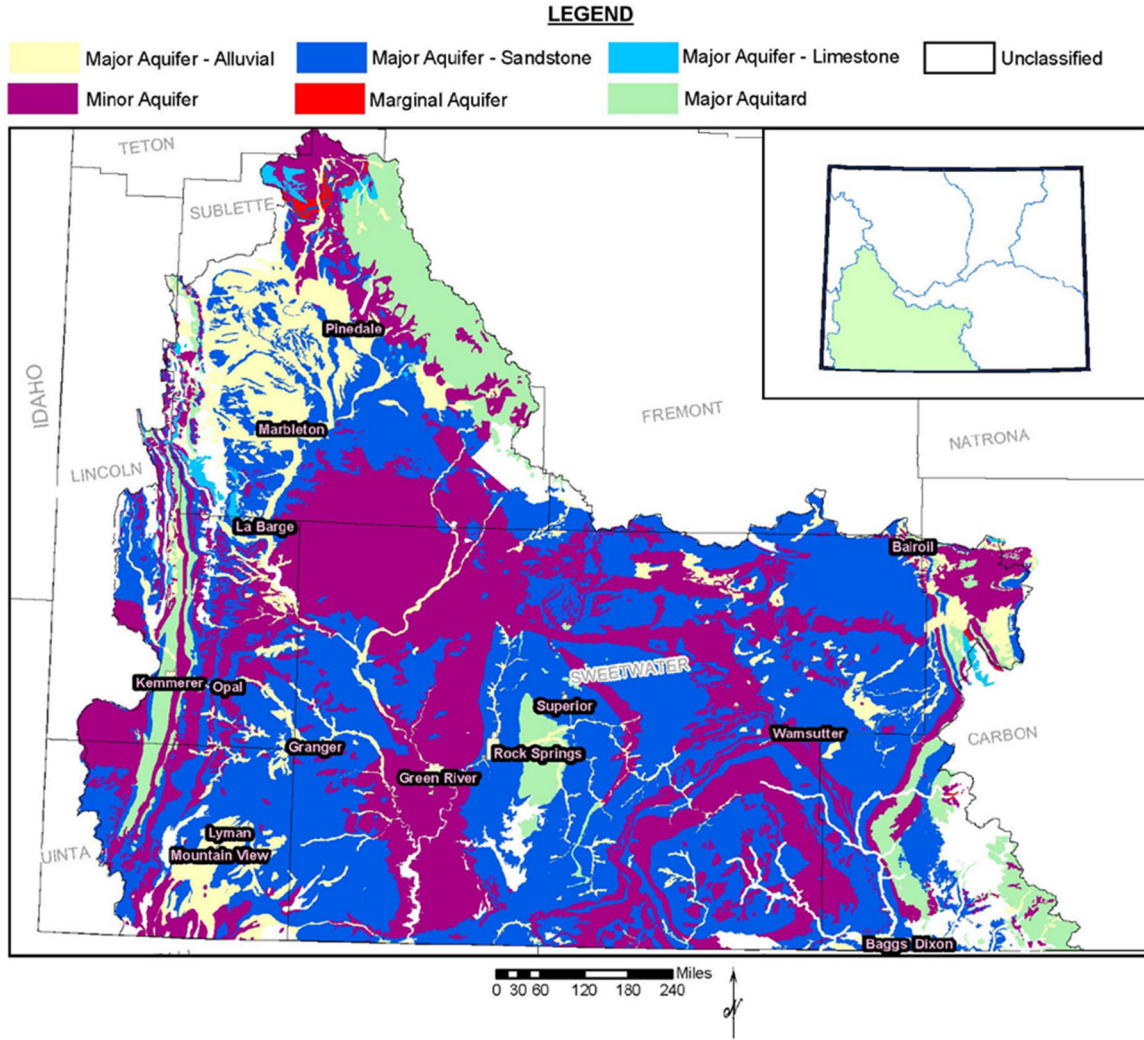 LEGEND
Major Aquifer - Alluvial
Major Aquifer - Sandstone
Major Aquifer - Limestone
Unclassified
Minor Aquifer
Marginal Aquifer
Major Aquitard
TETON
SUBLETTE
Pinedale
IDAHO
FREMONT
Marbleton
NATRONA
LINCOLN
La Barge
Bairoil
SWEETWATER
Kemmerer
Opal
Superior
Wamsutter
CARBON
Granger
Rock Springs
Green River
Lyman
UINTA
Mountain View
Baggs
Dixon
Miles
0 30 60 120 180 240
N